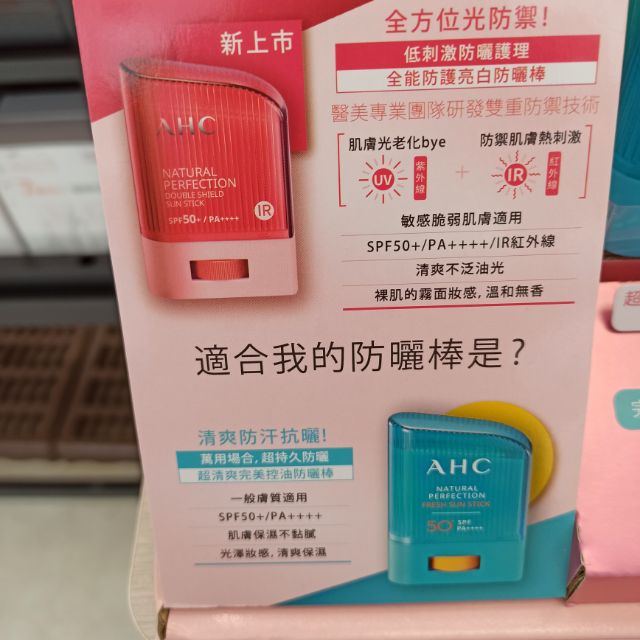 新上市
全方位光防禦!
低刺激防曬護理
全能防護亮白防曬棒
醫美專業團隊研發雙重防禦技術
肌膚光老化bye
防禦肌膚熱刺激
UV
紫外線
+
IR
紅外線
敏感脆弱肌膚適用
SPF50+/PA++++/IR紅外線
清爽不泛油光
裸肌的霧面妝感,溫和無香
AHC
NATURAL
PERFECTION
DOUBLE SHIELD
SUN STICK
SPF50+/PA++++
IR
適合我的防曬棒是?
清爽防汗抗曬!
萬用場合,超持久防曬
超清爽完美控油防曬棒
一般膚質適用
SPF50+/PA++++
肌膚保濕不黏膩
光澤妝感,清爽保濕
AHC
NATURAL
PERFECTION
FRESH SUN STICK
50+ SPF
PA++++
超